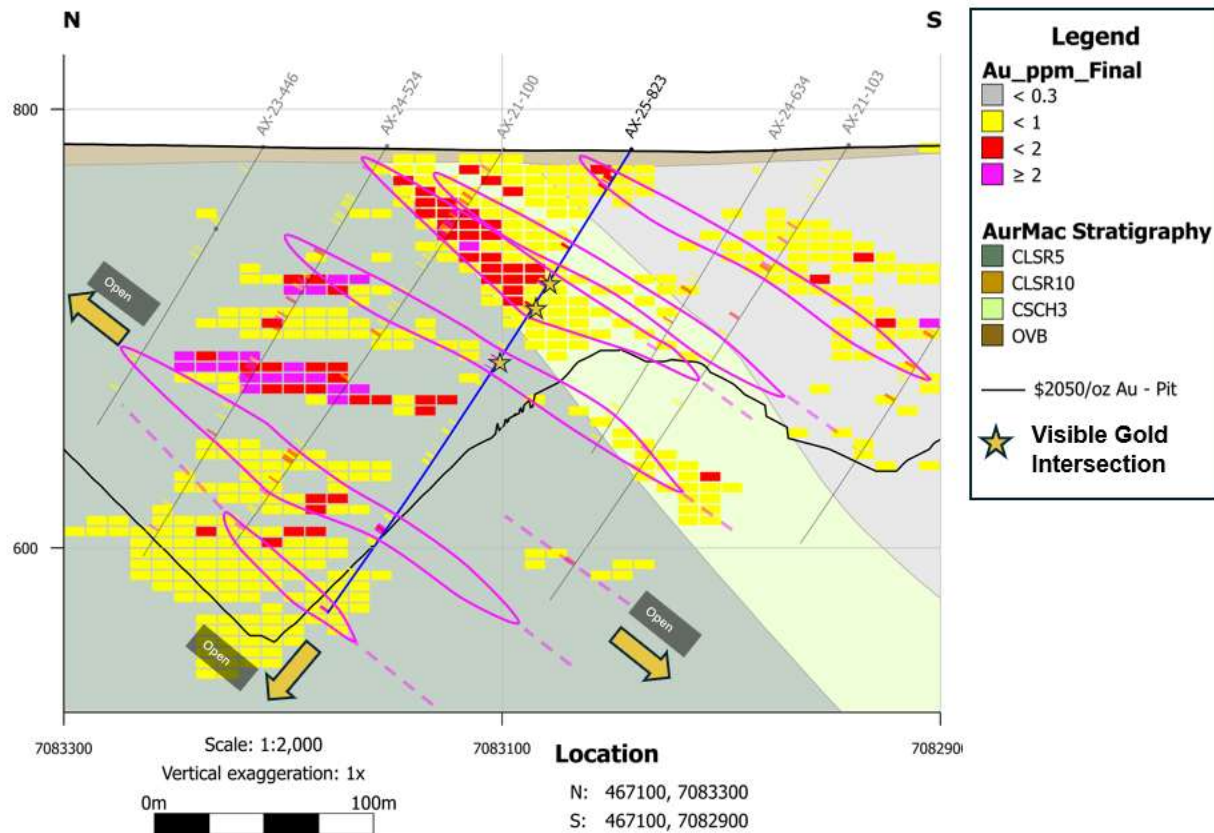 N
S
AX-23-446
AX-24-524
AX-21-100
AX-25-823
AX-24-634
AX-21-103
800
600
Open
Open
Open
7083300
7083100
708290
Scale: 1:2,000
Vertical exaggeration: 1x
0m
100m
Location
N: 467100, 7083300
S: 467100, 7082900
Legend
Au_ppm_Final
< 0.3
< 1
< 2
≥ 2
AurMac Stratigraphy
CLSR5
CLSR10
CSCH3
OVB
$2050/oz Au - Pit
Visible Gold
Intersection